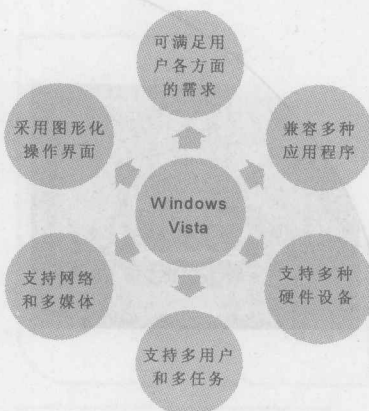 可满足用
户各方面
的需求
采用图形化
操作界面
兼容多种
应用程序
Windows
Vista
支持网络
和多媒体
支持多种
硬件设备
支持多用户
和多任务